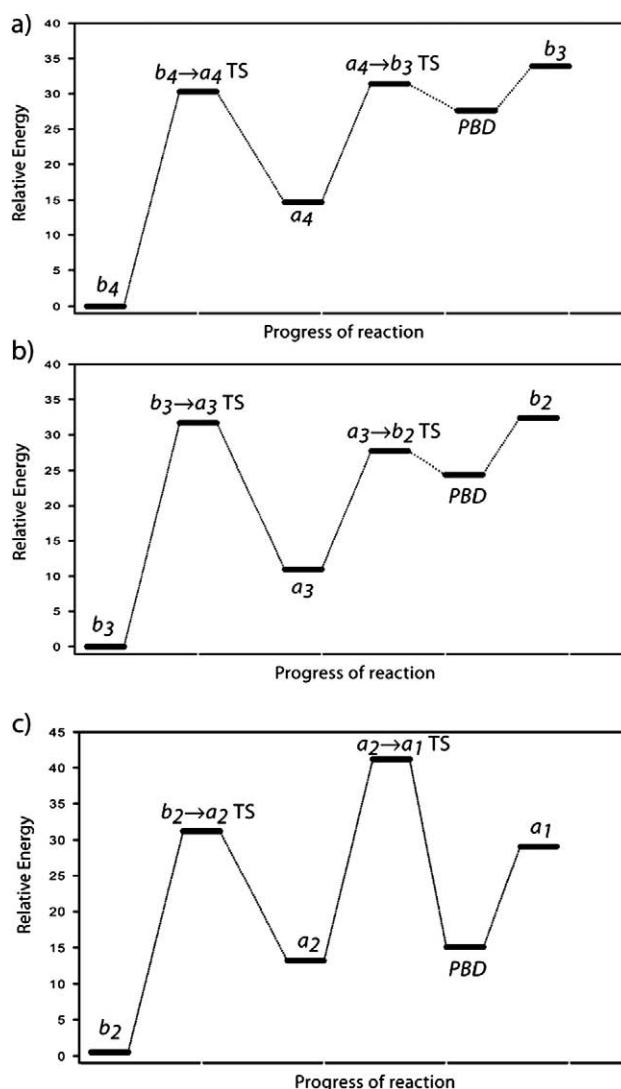 a)
40
35
30
25
20
15
10
5
0
Relative Energy
b4
b4→a4 TS
a4
a4→b3 TS
PBD
b3
Progress of reaction
b)
40
35
30
25
20
15
10
5
0
Relative Energy
b3
b3→a3 TS
a3
a3→b2 TS
PBD
b2
Progress of reaction
c)
45
40
35
30
25
20
15
10
5
0
Relative Energy
b2
b2→a2 TS
a2
a2→a1 TS
PBD
a1
Progress of reaction